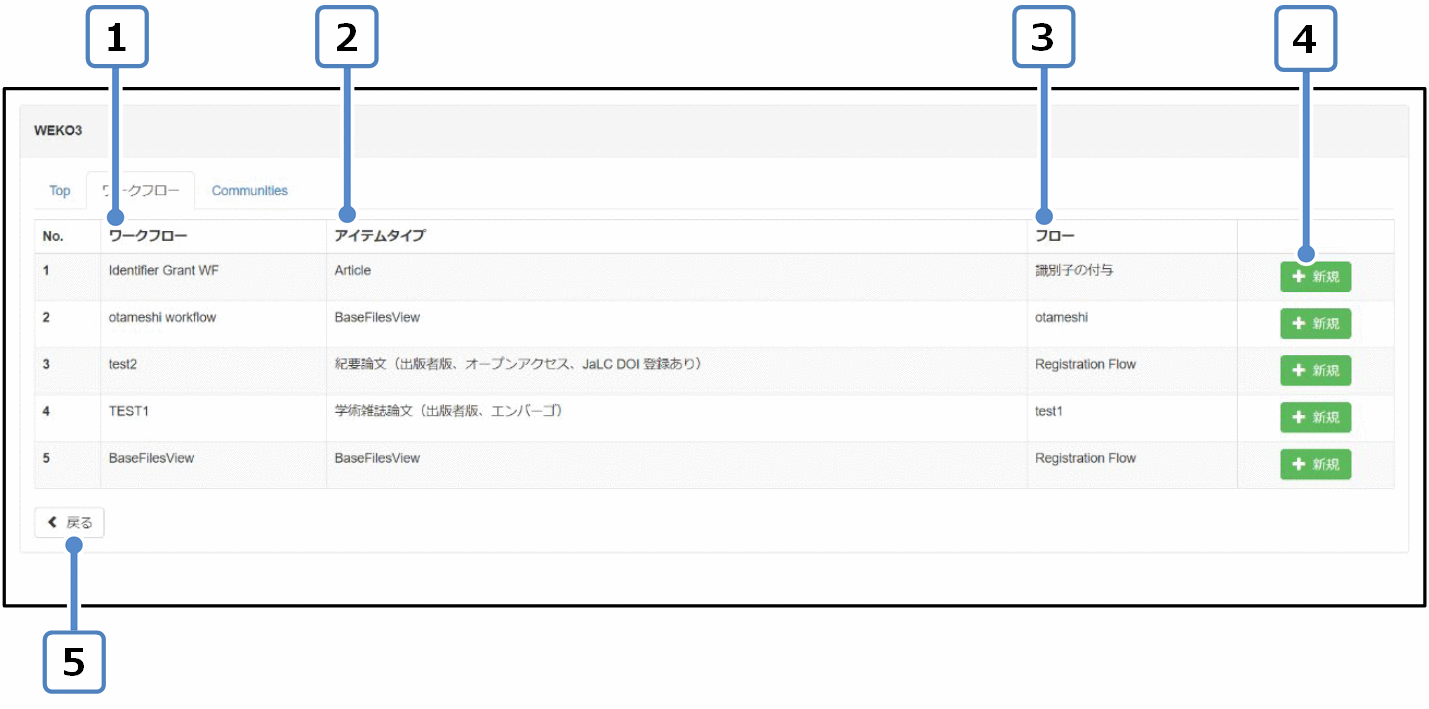 1 2 3 4
WEKO3
Top ワークフロー Communities
No. ワークフロー アイテムタイプ フロー
1 Identifier Grant WF Article 識別子の付与 新規
2 otameshi workflow BaseFilesView otameshi 新規
3 test2 紀要論文（出版者版、オープンアクセス、JaLC DOI 登録あり） Registration Flow 新規
4 TEST1 学術雑誌論文（出版者版、エンバーゴ） test1 新規
5 BaseFilesView BaseFilesView Registration Flow 新規
戻る
5